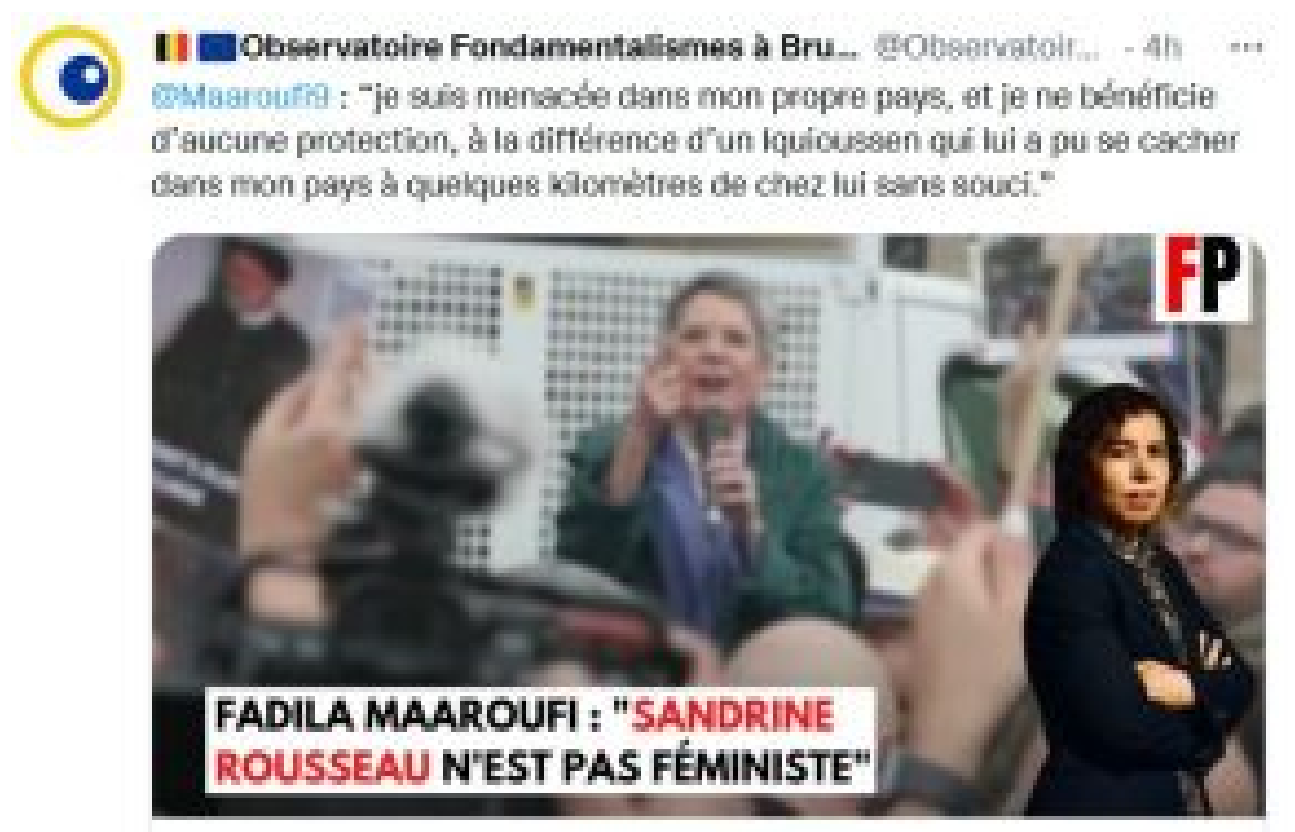 Observatoire Fondamentalismes à Bru... @Observatoir... - 4h ...
@Maaroufi9 : "je suis menacée dans mon propre pays, et je ne bénéficie
d'aucune protection, à la différence d'un Iquioussen qui lui a pu se cacher
dans mon pays à quelques kilomètres de chez lui sans souci."
FP
FADILA MAAROUFI : "SANDRINE
ROUSSEAU N'EST PAS FÉMINISTE"